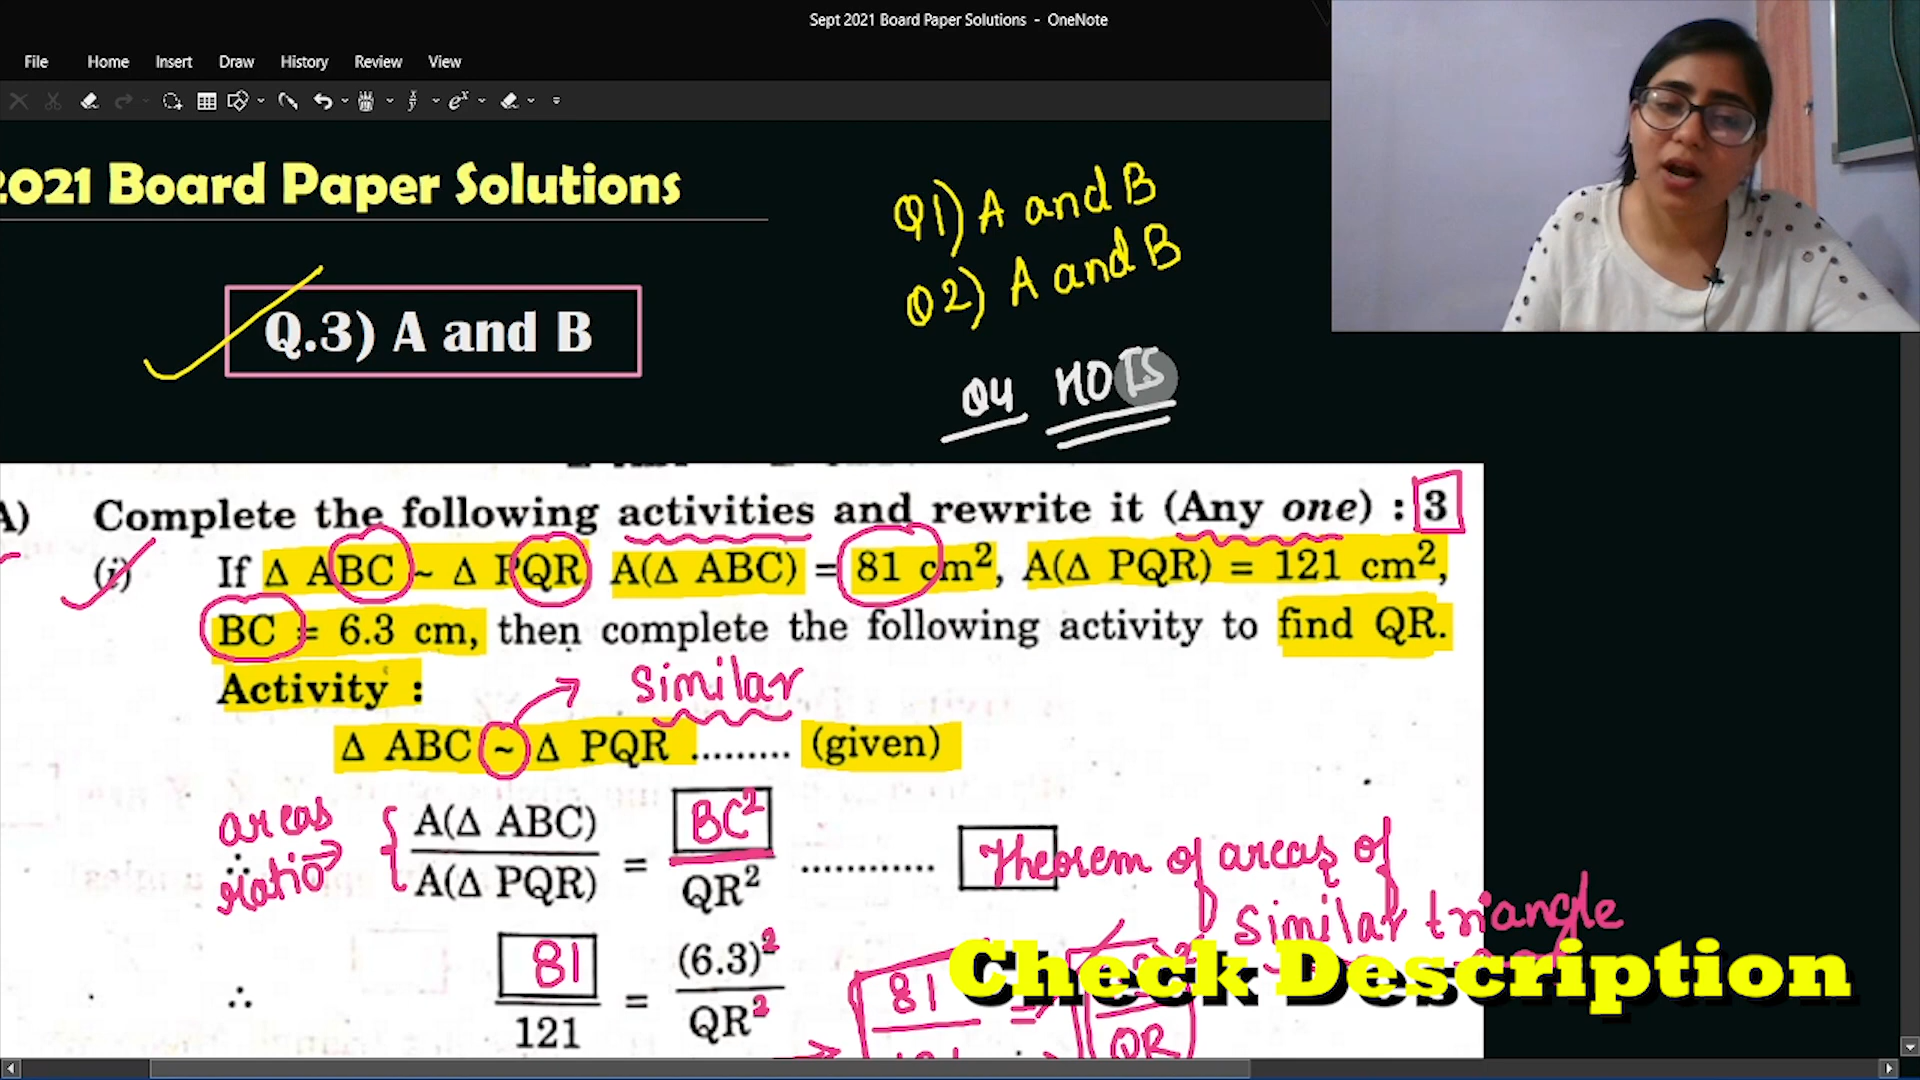 Sept 2021 Board Paper Solutions - OneNote
File Home Insert Draw History Review View
2021 Board Paper Solutions
Q1) A and B
Q2) A and B
Q.3) A and B
Q4 HOTS
A) Complete the following activities and rewrite it (Any one) : 3
(i) If Δ ABC ~ Δ PQR A(Δ ABC) = 81 cm², A(Δ PQR) = 121 cm²,
BC = 6.3 cm, then complete the following activity to find QR.
Activity :
Similar
Δ ABC ~ Δ PQR ......... (given)
areas
ratio
∴ A(Δ ABC) / A(Δ PQR) = BC² / QR² ............ Theorem of areas of
Similar triangle
∴ 81 / 121 = (6.3)² / QR²
81
=
QR
Check Description